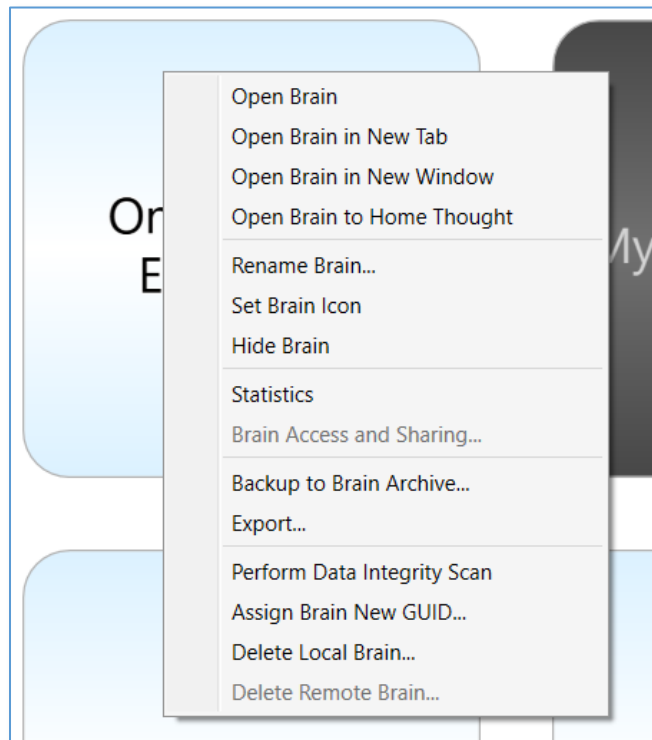 Open Brain
Open Brain in New Tab
Open Brain in New Window
Open Brain to Home Thought
Rename Brain...
Set Brain Icon
Hide Brain
Statistics
Brain Access and Sharing...
Backup to Brain Archive...
Export...
Perform Data Integrity Scan
Assign Brain New GUID...
Delete Local Brain...
Delete Remote Brain...
My